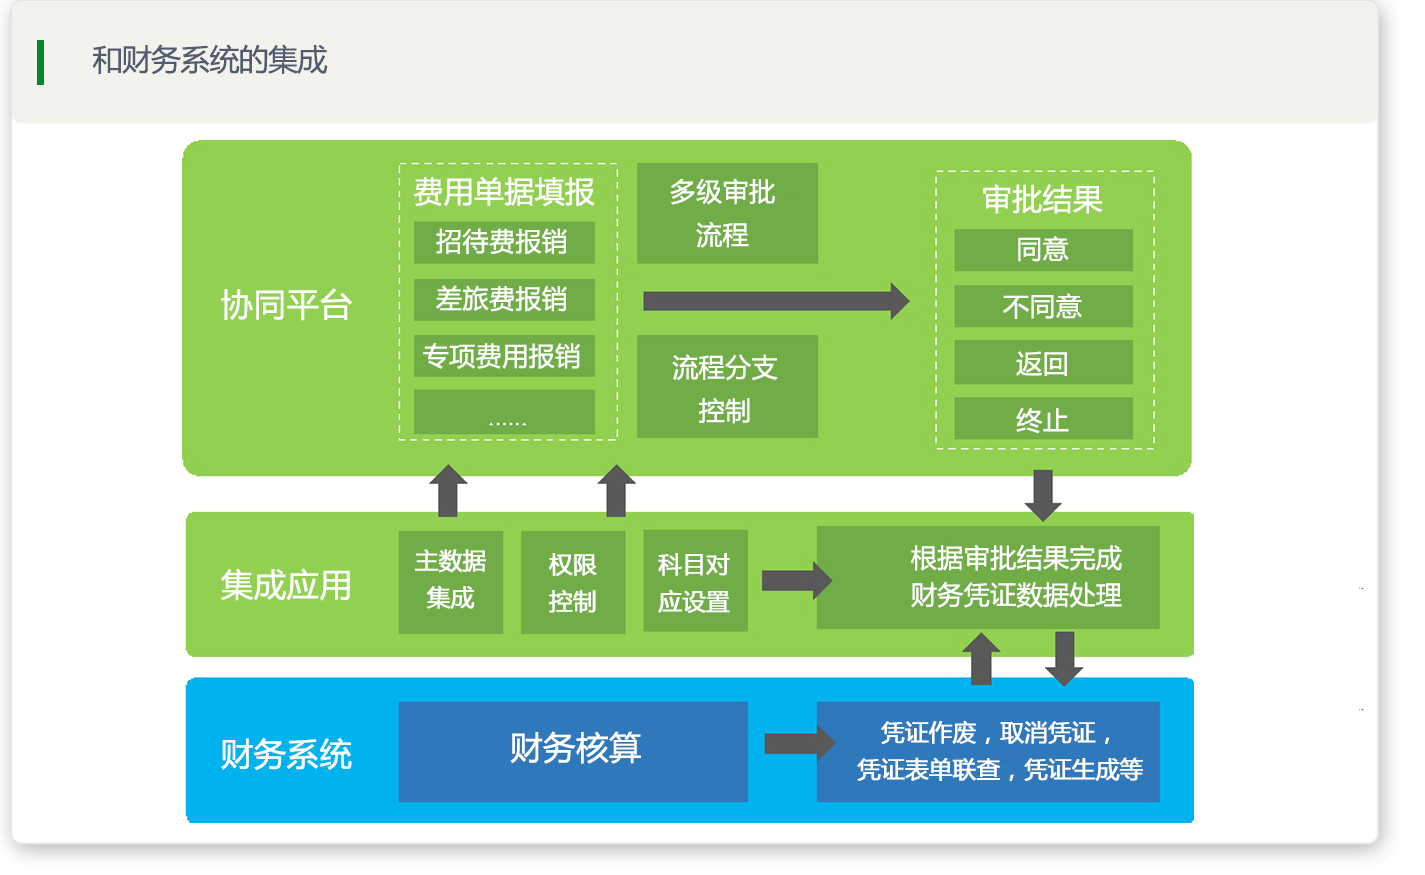 和财务系统的集成
协同平台
费用单据填报
招待费报销
差旅费报销
专项费用报销
......
多级审批
流程
流程分支
控制
审批结果
同意
不同意
返回
终止
集成应用
主数据
集成
权限
控制
科目对
应设置
根据审批结果完成
财务凭证数据处理
财务系统
财务核算
凭证作废，取消凭证，
凭证表单联查，凭证生成等